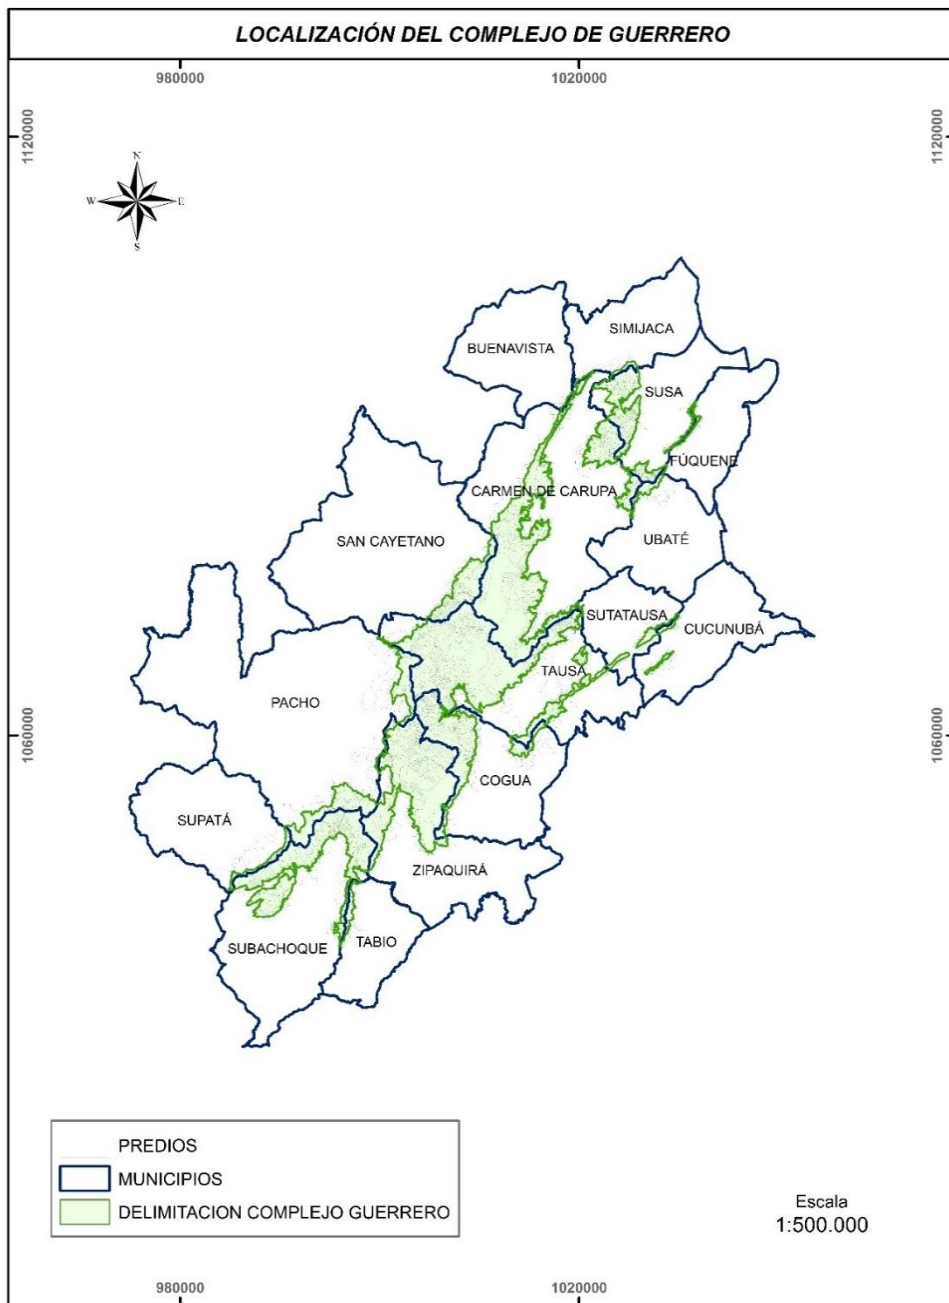 LOCALIZACIÓN DEL COMPLEJO DE GUERRERO
980000
1020000
1120000
1120000
N
W
E
S
SIMIJACA
BUENAVISTA
SUSA
FÚQUENE
CARMEN DE CARUPA
SAN CAYETANO
UBATÉ
SUTATAUSA
CUCUNUBÁ
TAUSA
PACHO
1060000
1060000
COGUA
SUPATÁ
ZIPAQUIRÁ
SUBACHOQUE
TABIO
PREDIOS
MUNICIPIOS
DELIMITACION COMPLEJO GUERRERO
Escala
1:500.000
980000
1020000